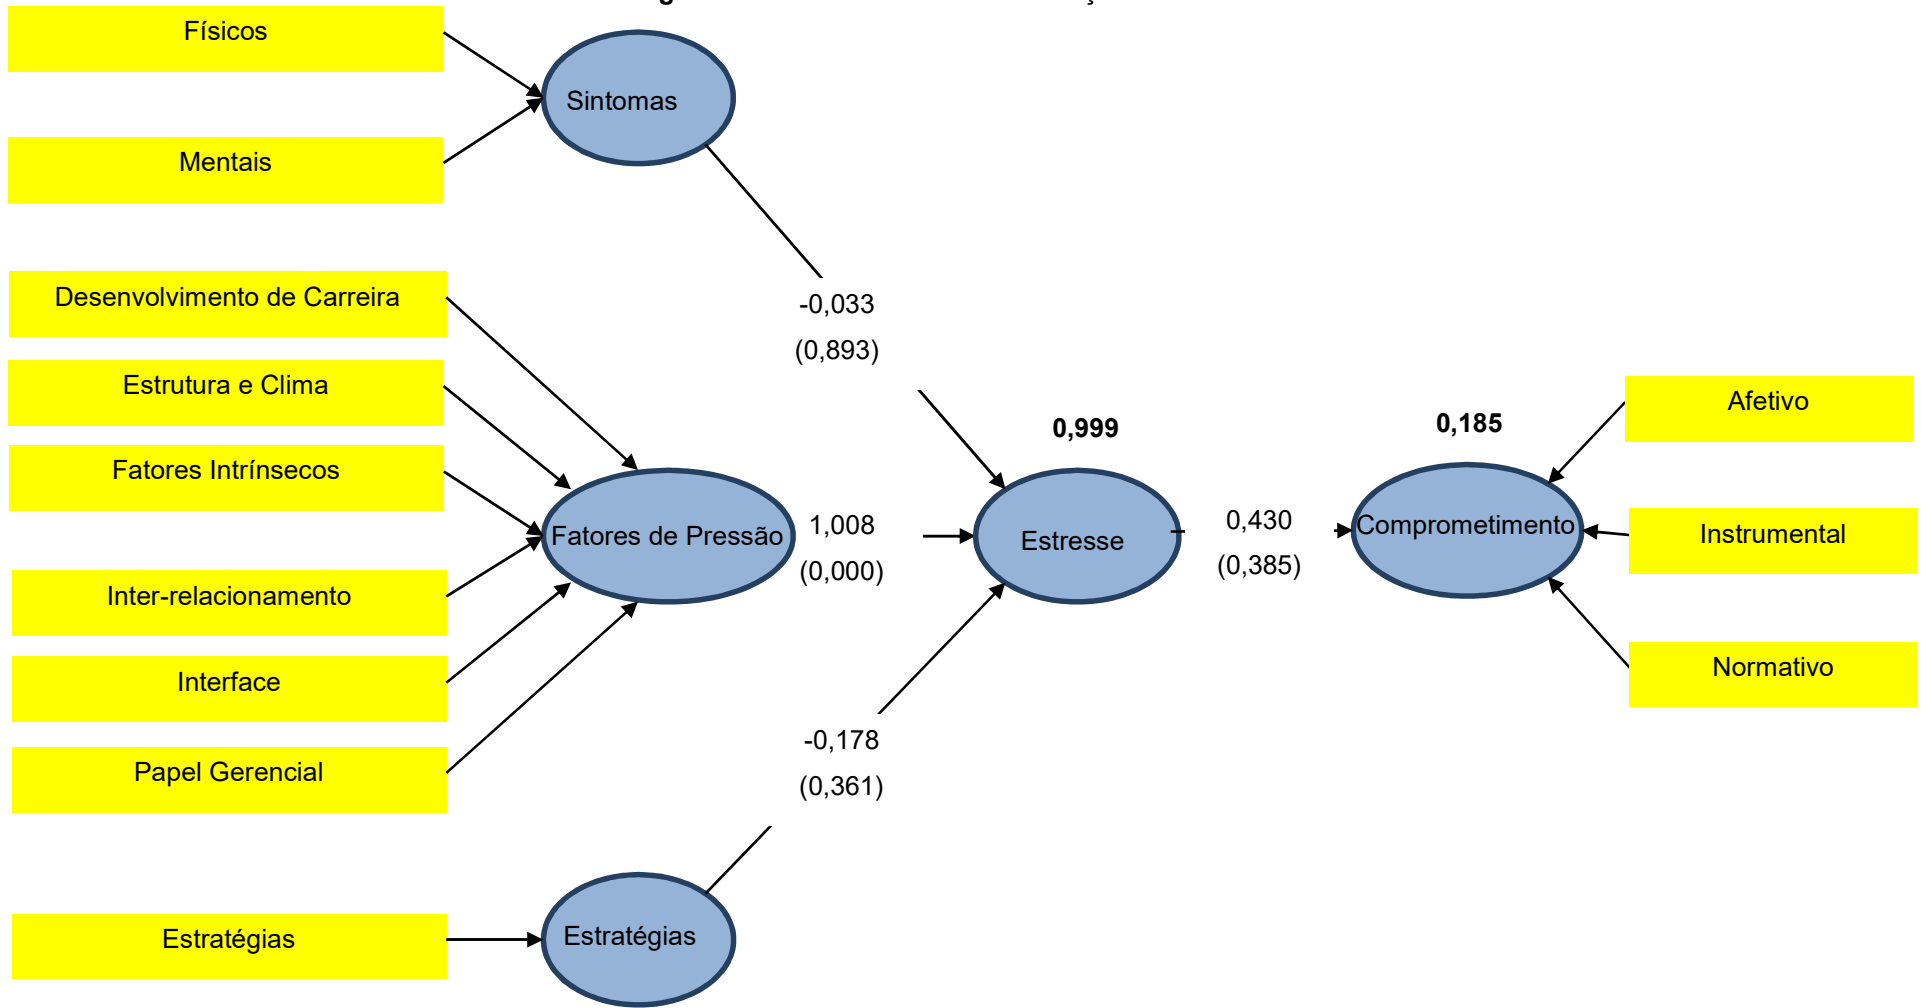 Físicos
Sintomas
Mentais
Desenvolvimento de Carreira
-0,033
(0,893)
Estrutura e Clima
Fatores Intrínsecos
Inter-relacionamento
Interface
Papel Gerencial
Fatores de Pressão
1,008
(0,000)
0,999
Estresse
0,430
(0,385)
0,185
Comprometimento
Afetivo
Instrumental
Normativo
-0,178
(0,361)
Estratégias
Estratégias